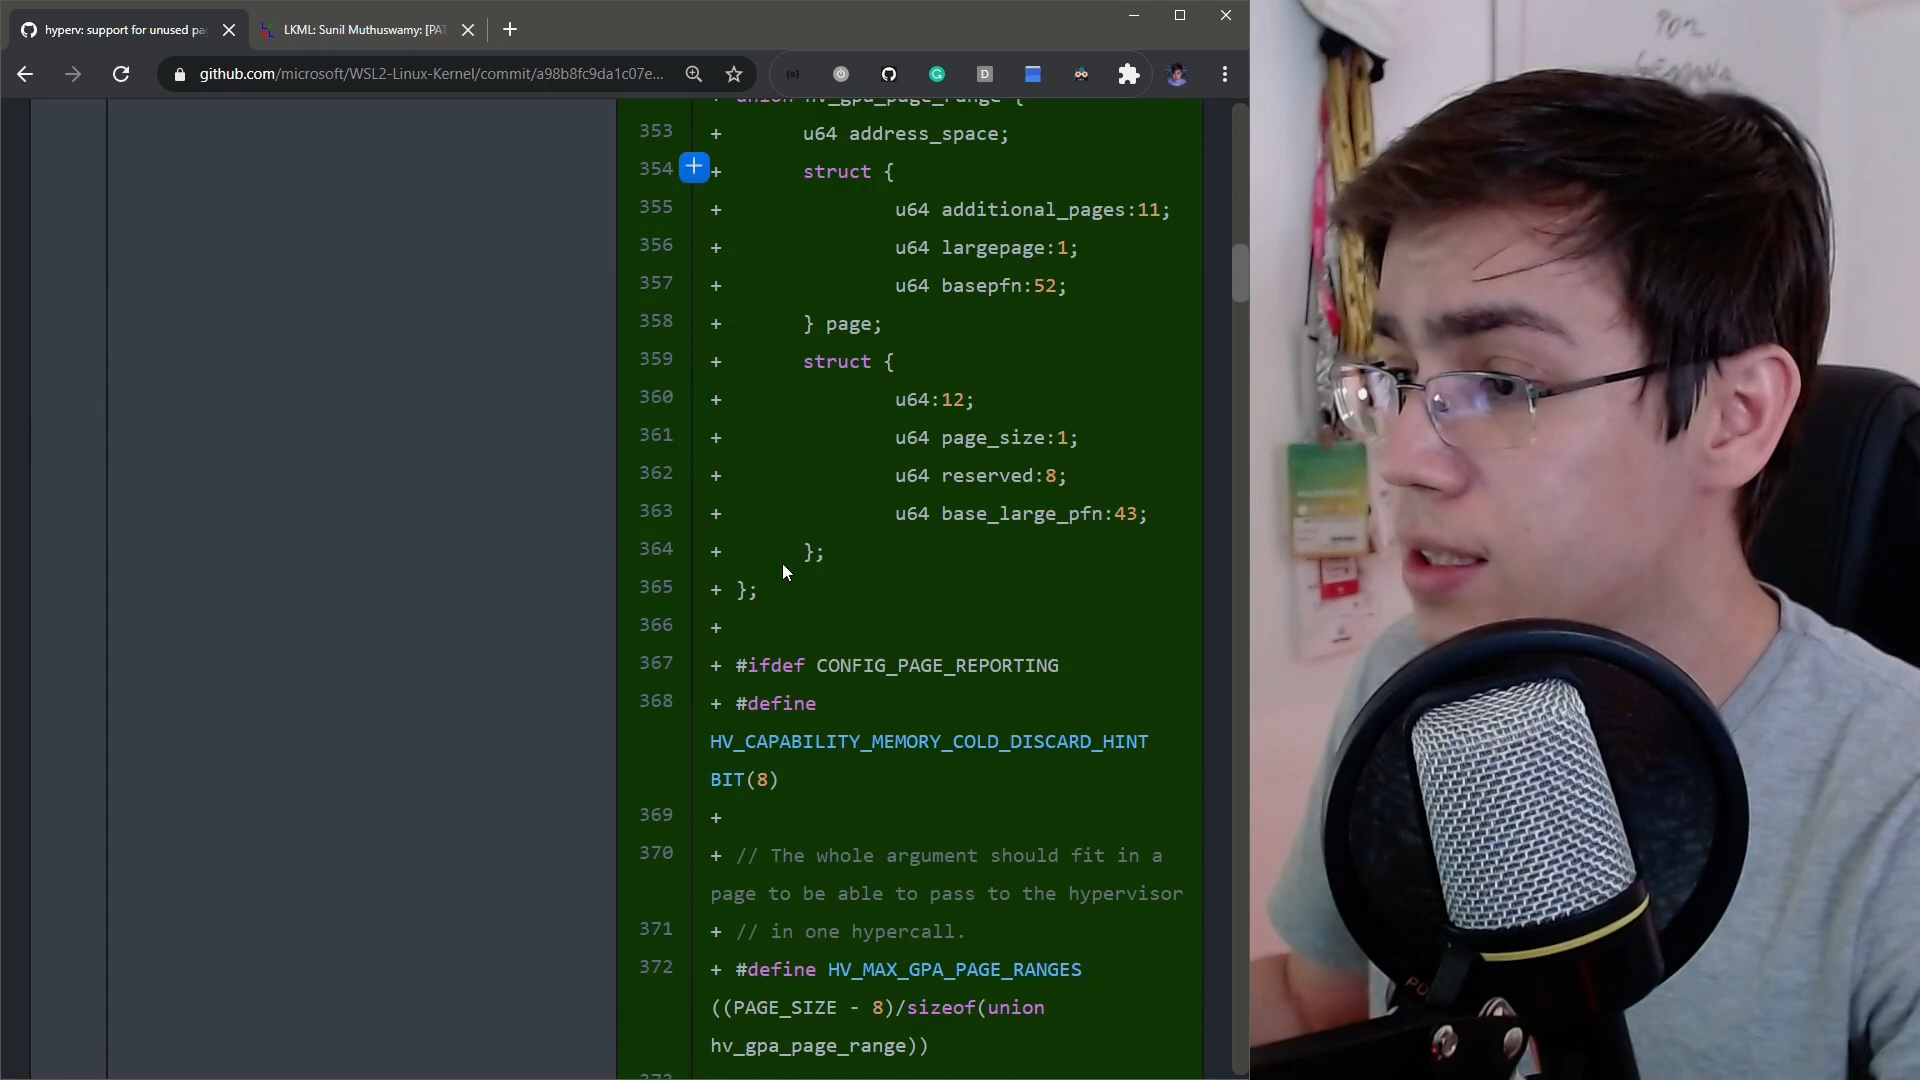 hyperv: support for unused pa
LKML: Sunil Muthuswamy: [PAT
github.com/microsoft/WSL2-Linux-Kernel/commit/a98b8fc9da1c07e...
+ union hv_gpa_page_range {
353 + u64 address_space;
354 + struct {
355 + u64 additional_pages:11;
356 + u64 largepage:1;
357 + u64 basepfn:52;
358 + } page;
359 + struct {
360 + u64:12;
361 + u64 page_size:1;
362 + u64 reserved:8;
363 + u64 base_large_pfn:43;
364 + };
365 + };
366 +
367 + #ifdef CONFIG_PAGE_REPORTING
368 + #define
HV_CAPABILITY_MEMORY_COLD_DISCARD_HINT
BIT(8)
369 +
370 + // The whole argument should fit in a
page to be able to pass to the hypervisor
371 + // in one hypercall.
372 + #define HV_MAX_GPA_PAGE_RANGES
((PAGE_SIZE - 8)/sizeof(union
hv_gpa_page_range))
POR
SEMANA